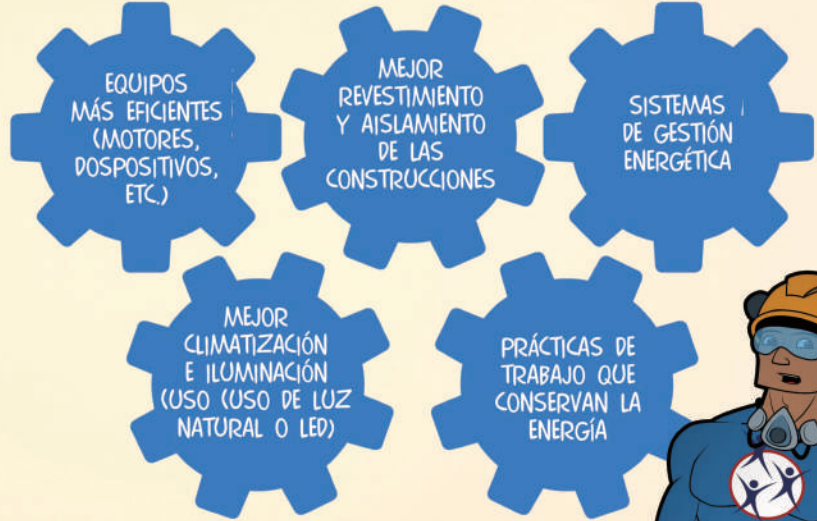 EQUIPOS
MÁS EFICIENTES
(MOTORES,
DOSPOSITIVOS,
ETC.)
MEJOR
REVESTIMIENTO
Y AISLAMIENTO
DE LAS
CONSTRUCCIONES
SISTEMAS
DE GESTIÓN
ENERGÉTICA
MEJOR
CLIMATIZACIÓN
E ILUMINACIÓN
(USO (USO DE LUZ
NATURAL O LED)
PRÁCTICAS DE
TRABAJO QUE
CONSERVAN LA
ENERGÍA